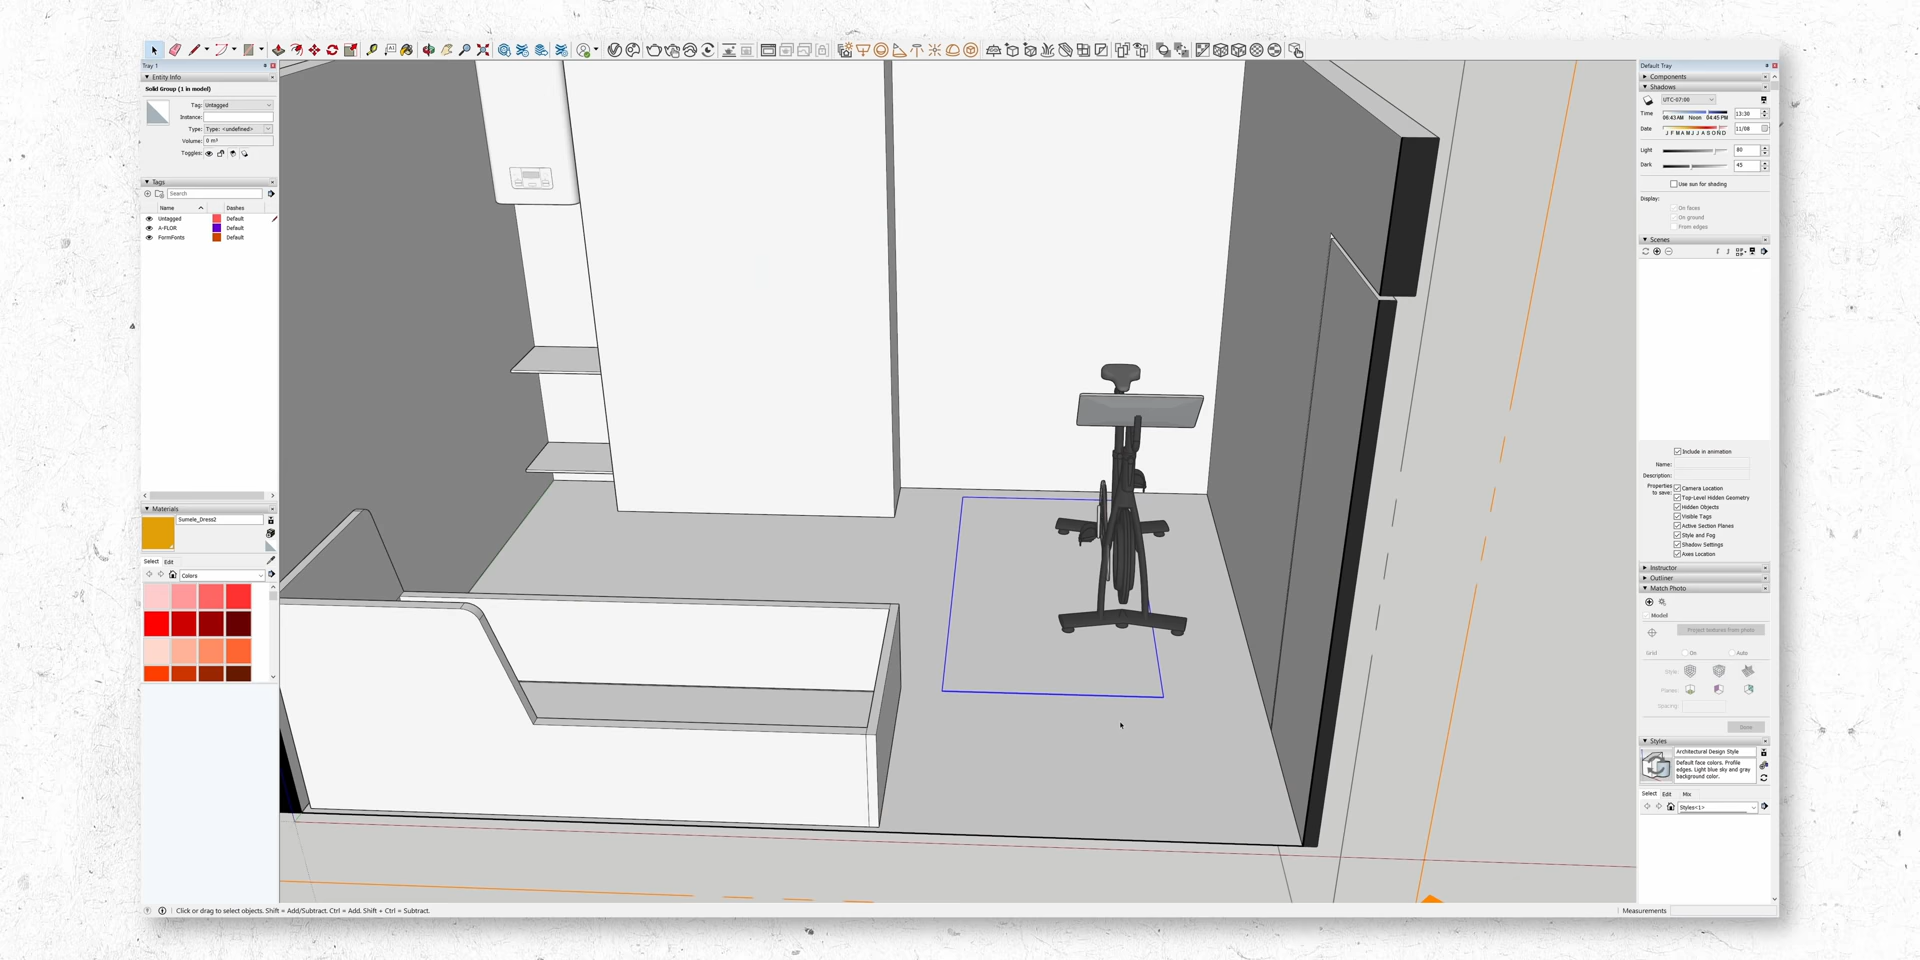 Tray 1
Entity Info
Solid Group (1 in model)
Tag: Untagged
Instance:
Type: Type: <undefined>
Volume: 0 m³
Toggles:
Tags
Search
Name Dashes
Untagged Default
A-FLOR Default
FormFonts Default
Materials
Sumele_Dress2
Select Edit
Colors
Click or drag to select objects. Shift = Add/Subtract. Ctrl = Add. Shift + Ctrl = Subtract.
Measurements
Default Tray
Components
Shadows
UTC-07:00
Time 06:43 AM Noon 04:45 PM 13:30
Date J F M A M J J A S O N D 11/08
Light 80
Dark 45
Use sun for shading
Display:
On faces
On ground
From edges
Scenes
Include in animation
Name:
Description:
Properties to save:
Camera Location
Top-Level Hidden Geometry
Hidden Objects
Visible Tags
Active Section Planes
Style and Fog
Shadow Settings
Axes Location
Instructor
Outliner
Match Photo
Model
Project textures from photo
Grid On Auto
Style:
Planes:
Spacing:
Done
Styles
Architectural Design Style
Default face colors. Profile
edges. Light blue sky and gray
background color.
Select Edit Mix
Styles<1>